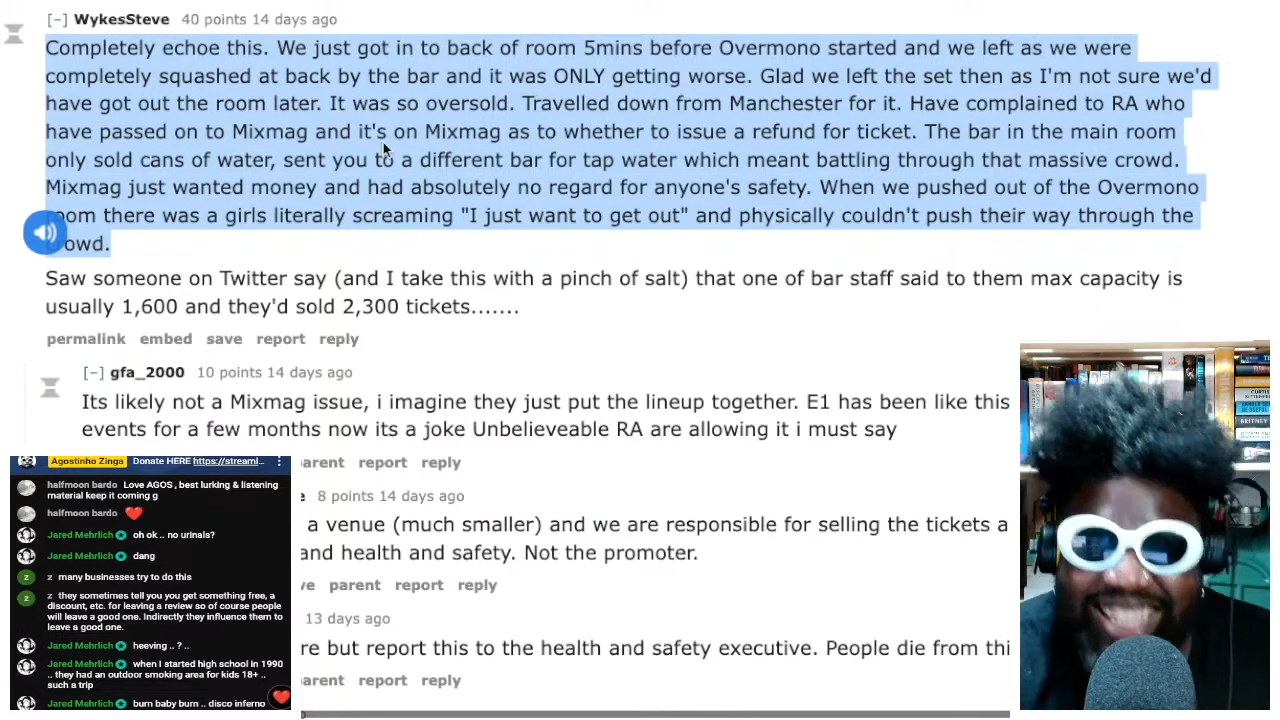 [–] WykesSteve 40 points 14 days ago
Completely echoe this. We just got in to back of room 5mins before Overmono started and we left as we were
completely squashed at back by the bar and it was ONLY getting worse. Glad we left the set then as I'm not sure we'd
have got out the room later. It was so oversold. Travelled down from Manchester for it. Have complained to RA who
have passed on to Mixmag and it's on Mixmag as to whether to issue a refund for ticket. The bar in the main room
only sold cans of water, sent you to a different bar for tap water which meant battling through that massive crowd.
Mixmag just wanted money and had absolutely no regard for anyone's safety. When we pushed out of the Overmono
room there was a girls literally screaming "I just want to get out" and physically couldn't push their way through the
crowd.
Saw someone on Twitter say (and I take this with a pinch of salt) that one of bar staff said to them max capacity is
usually 1,600 and they'd sold 2,300 tickets.......
permalink embed save report reply
[–] gfa_2000 10 points 14 days ago
Its likely not a Mixmag issue, i imagine they just put the lineup together. E1 has been like this
events for a few months now its a joke Unbelievable RA are allowing it i must say
parent report reply
8 points 14 days ago
a venue (much smaller) and we are responsible for selling the tickets a
and health and safety. Not the promoter.
ve parent report reply
13 days ago
re but report this to the health and safety executive. People die from thi
parent report reply
Agostinho Zinga Donate HERE https://streaml...
halfmoon bardo Love AGOS , best lurking & listening
material keep it coming g
halfmoon bardo ❤️
Jared Mehrlich oh ok .. no urinals?
Jared Mehrlich dang
z many businesses try to do this
z they sometimes tell you you get something free, a
discount, etc. for leaving a review so of course people
will leave a good one. Indirectly they influence them to
leave a good one.
Jared Mehrlich heeving .. ? ..
Jared Mehrlich when I started high school in 1990
.. they had an outdoor smoking area for kids 18+ ..
such a trip
Jared Mehrlich burn baby burn .. disco inferno
CURTIS
SITTENFELD
BRITNEY